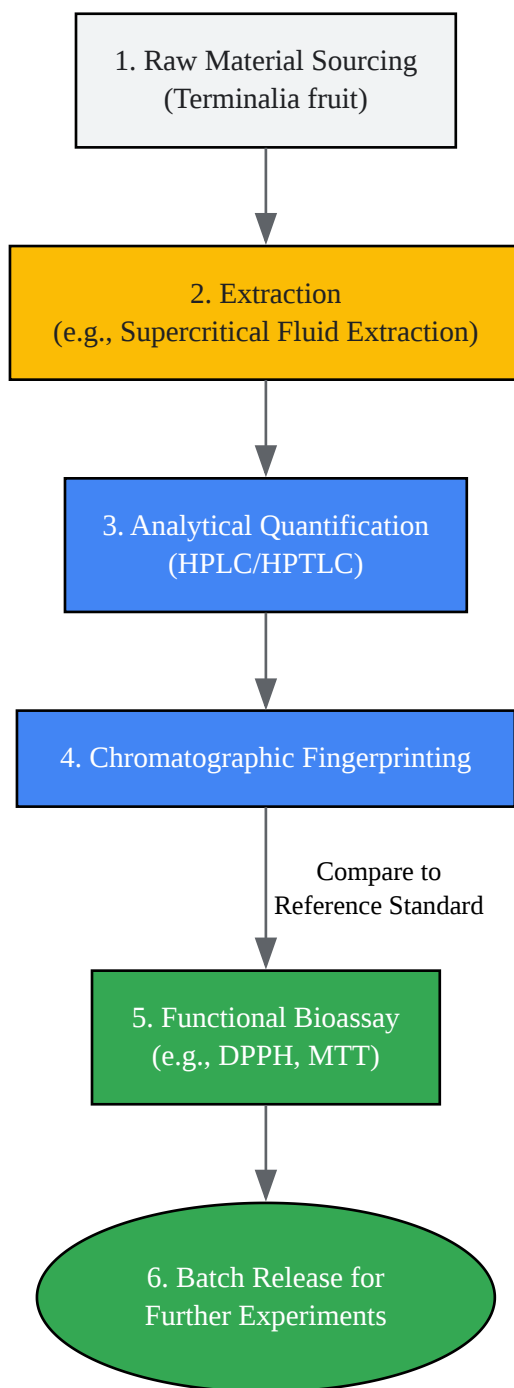 1. Raw Material Sourcing
(Terminalia fruit)
2. Extraction
(e.g., Supercritical Fluid Extraction)
3. Analytical Quantification
(HPLC/HPTLC)
4. Chromatographic Fingerprinting
Compare to
Reference Standard
5. Functional Bioassay
(e.g., DPPH, MTT)
6. Batch Release for
Further Experiments